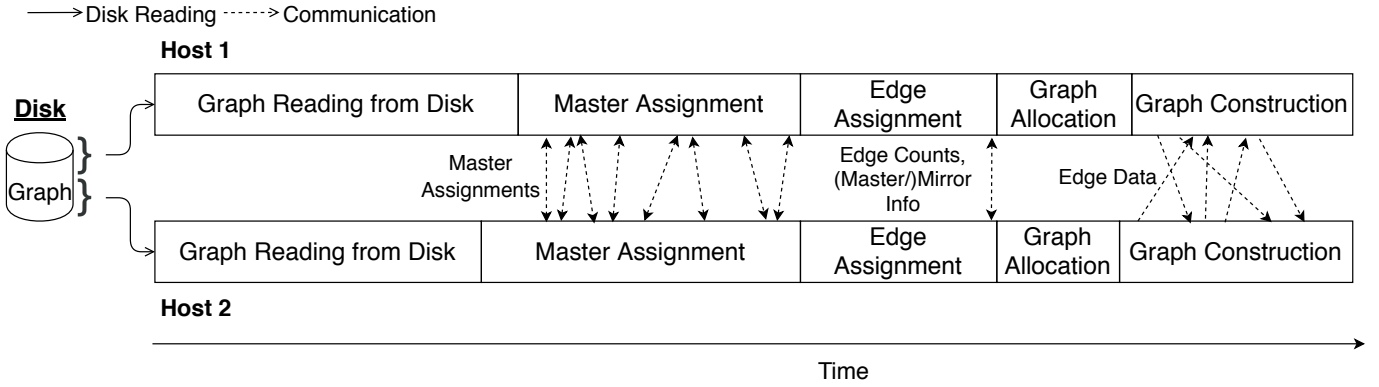 Disk Reading
Communication
Host 1
Graph Reading from Disk
Master Assignment
Edge
Assignment
Graph
Allocation
Graph Construction
Disk
}
Graph
}
Master
Assignments
Edge Counts,
(Master/)Mirror
Info
Edge Data
Graph Reading from Disk
Master Assignment
Edge
Assignment
Graph
Allocation
Graph Construction
Host 2
Time